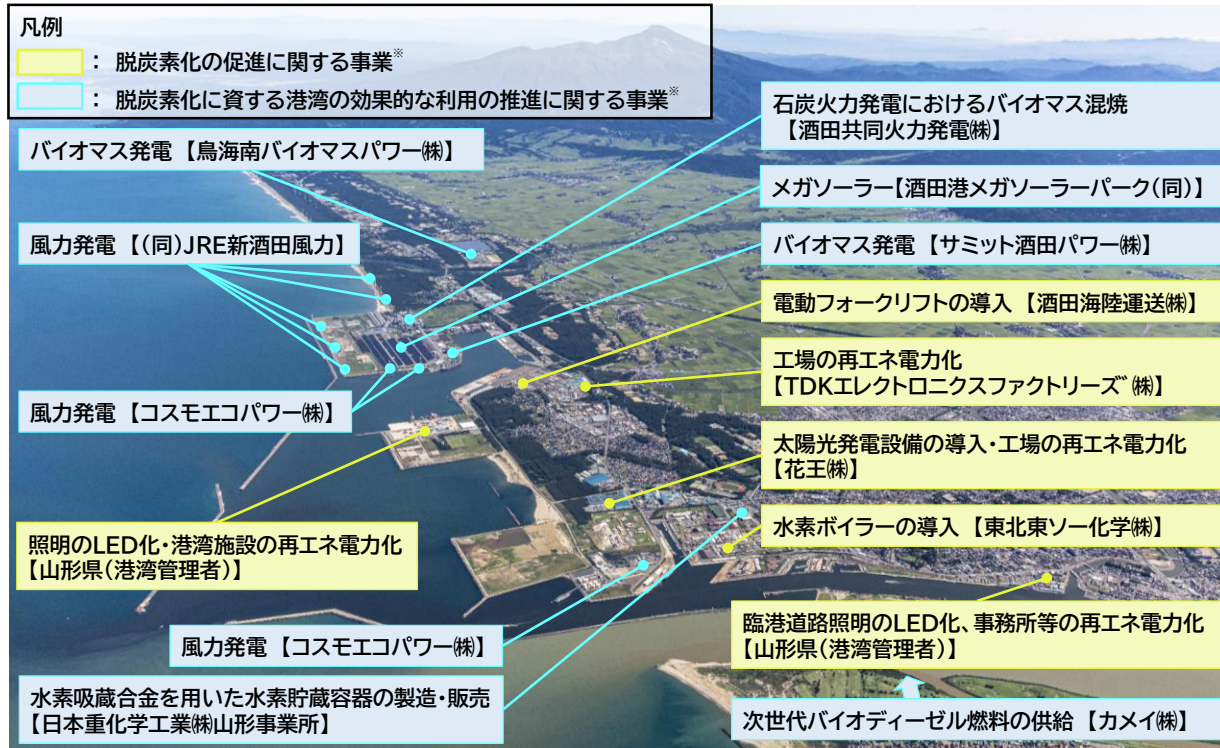 凡例
： 脱炭素化の促進に関する事業※
： 脱炭素化に資する港湾の効果的な利用の推進に関する事業※
バイオマス発電 【鳥海南バイオマスパワー㈱】
風力発電 【(同)JRE新酒田風力】
風力発電 【コスモエコパワー㈱】
照明のLED化・港湾施設の再エネ電力化
【山形県(港湾管理者)】
風力発電 【コスモエコパワー㈱】
水素吸蔵合金を用いた水素貯蔵容器の製造・販売
【日本重化学工業㈱山形事業所】
石炭火力発電におけるバイオマス混焼
【酒田共同火力発電㈱】
メガソーラー【酒田港メガソーラーパーク(同)】
バイオマス発電 【サミット酒田パワー㈱】
電動フォークリフトの導入 【酒田海陸運送㈱】
工場の再エネ電力化
【TDKエレクトロニクスファクトリーズ゛㈱】
太陽光発電設備の導入・工場の再エネ電力化
【花王㈱】
水素ボイラーの導入 【東北東ソー化学㈱】
臨港道路照明のLED化、事務所等の再エネ電力化
【山形県(港湾管理者)】
次世代バイオディーゼル燃料の供給 【カメイ㈱】